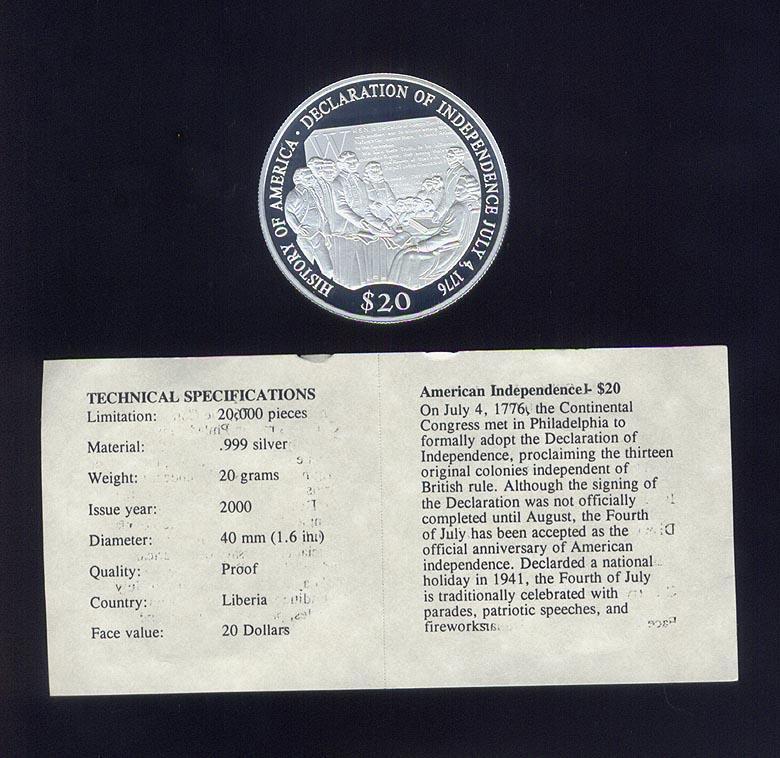 HISTORY OF AMERICA · DECLARATION OF INDEPENDENCE JULY 4, 1776
$20
TECHNICAL SPECIFICATIONS
Limitation: 20,000 pieces
Material: .999 silver
Weight: 20 grams
Issue year: 2000
Diameter: 40 mm (1.6 in.)
Quality: Proof
Country: Liberia
Face value: 20 Dollars
American Independence - $20
On July 4, 1776, the Continental
Congress met in Philadelphia to
formally adopt the Declaration of
Independence, proclaiming the thirteen
original colonies independent of
British rule. Although the signing of
the Declaration was not officially
completed until August, the Fourth
of July has been accepted as the
official anniversary of American
independence. Declarded a national
holiday in 1941, the Fourth of July
is traditionally celebrated with
parades, patriotic speeches, and
fireworks.